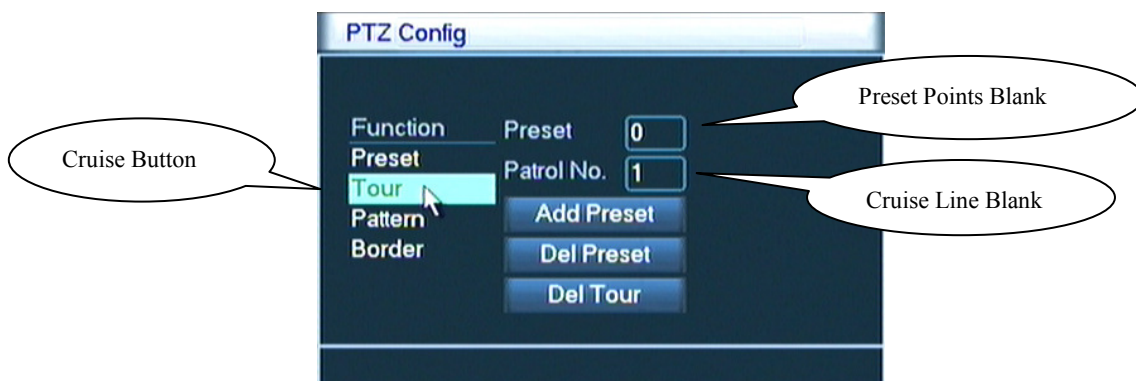 PTZ Config
Preset Points Blank
Function
Preset
0
Cruise Button
Preset
Patrol No.
1
Tour
Cruise Line Blank
Pattern
Add Preset
Border
Del Preset
Del Tour